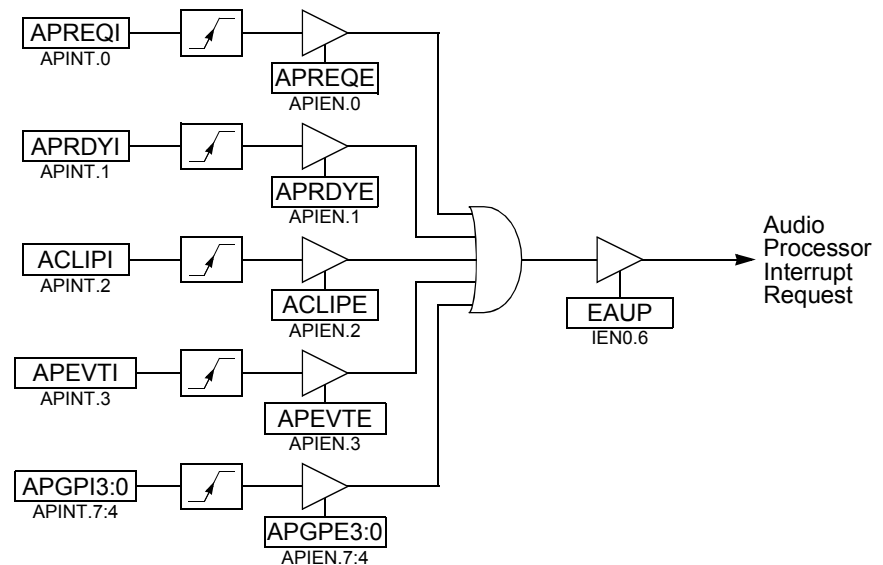 APREQI
APINT.0
APREQE
APIEN.0
APRDYI
APINT.1
APRDYE
APIEN.1
ACLIPI
APINT.2
ACLIPE
APIEN.2
APEVTI
APINT.3
APEVTE
APIEN.3
APGPI3:0
APINT.7:4
APGPE3:0
APIEN.7:4
EAUP
IEN0.6
Audio
Processor
Interrupt
Request